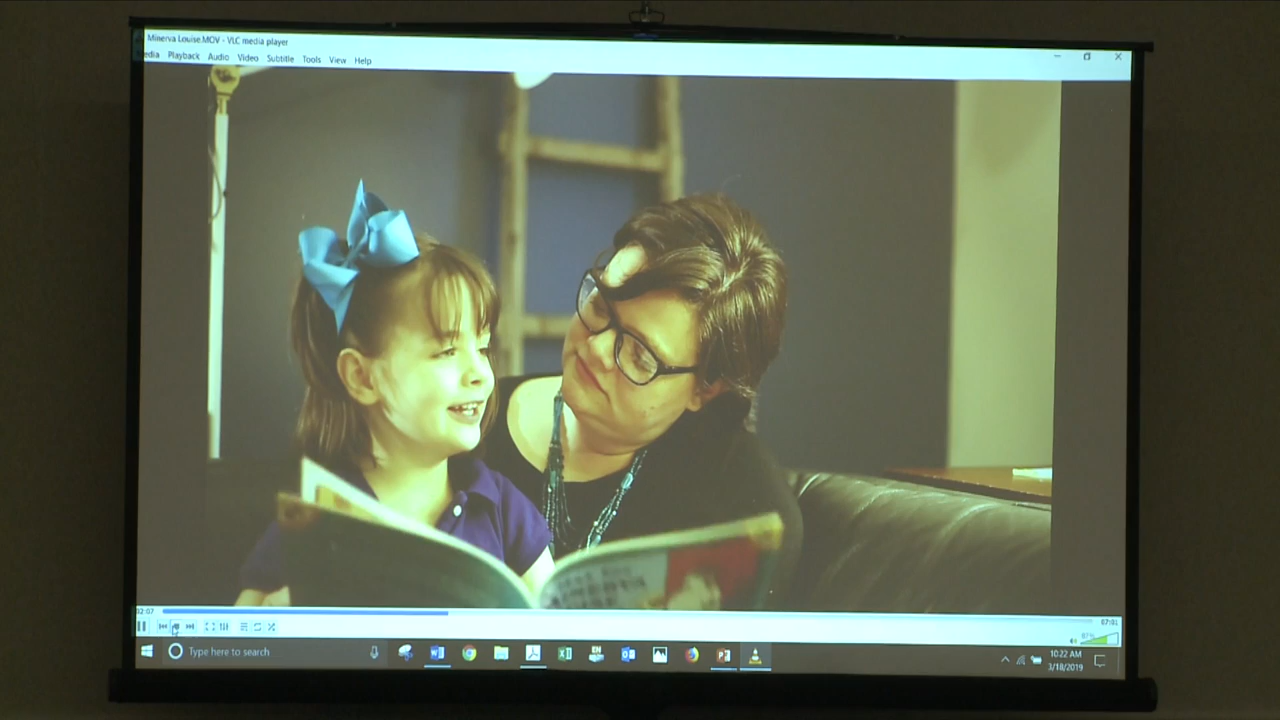 Minerva Louise.MOV - VLC media player
edia Playback Audio Video Subtitle Tools View Help
02:07
07:01
87%
Type here to search
10:22 AM
3/18/2019